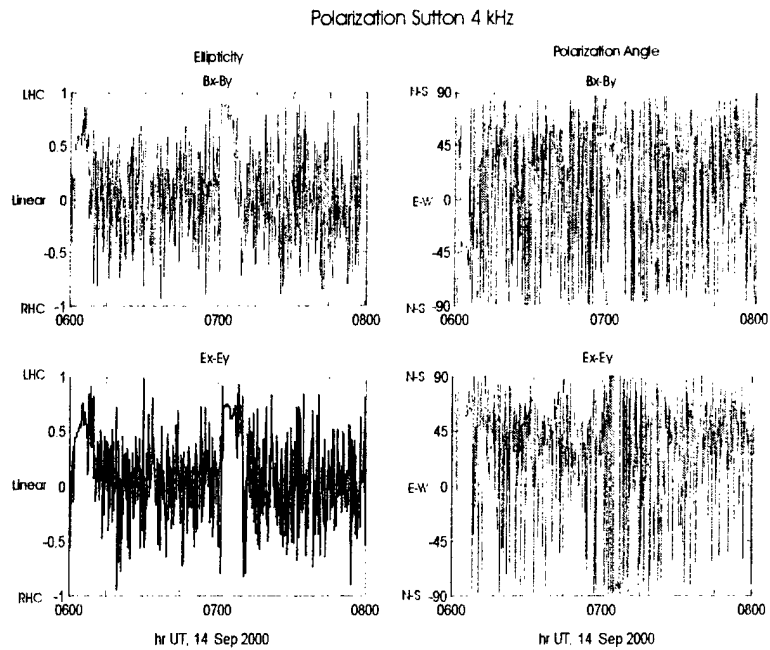 Polarization Sutton 4 kHz
Ellipticity
Bx-By
LHC 1
0.5
Linear 0
-0.5
-1
RHC
0600 0700 0800
Polarization Angle
Bx-By
N-S 90
45
E-W 0
-45
N-S -90
0600 0700 0800
Ex-Ey
LHC 1
0.5
Linear 0
-0.5
RHC -1
0600 0700 0800
hr UT, 14 Sep 2000
Ex-Ey
N-S 90
45
E-W 0
-45
N-S -90
0600 0700 0800
hr UT, 14 Sep 2000